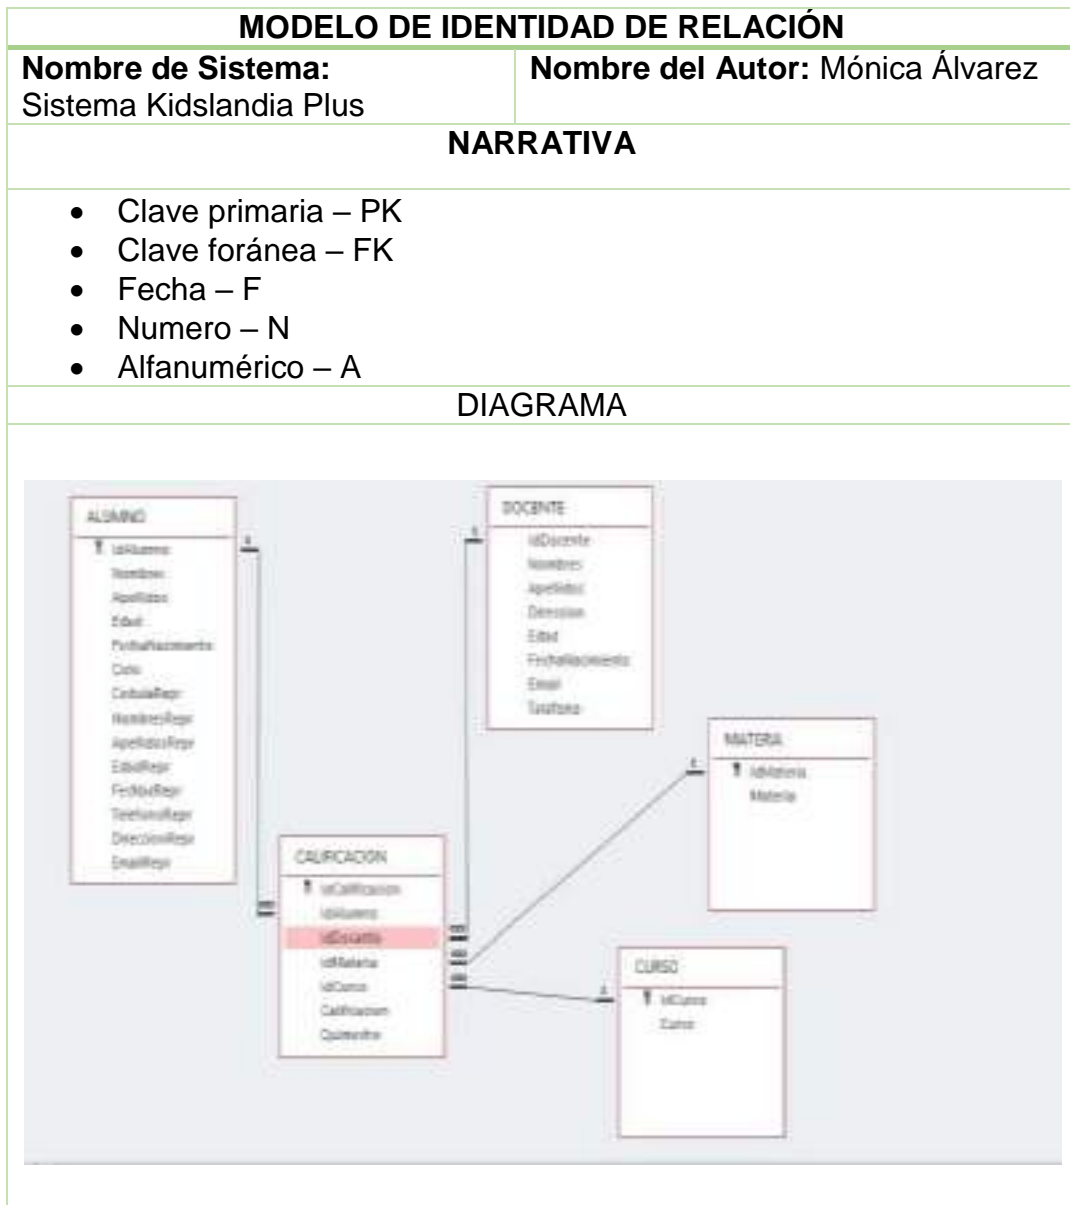 MODELO DE IDENTIDAD DE RELACIÓN
Nombre de Sistema:
Sistema Kidslandia Plus
Nombre del Autor: Mónica Álvarez
NARRATIVA
• Clave primaria – PK
• Clave foránea – FK
• Fecha – F
• Numero – N
• Alfanumérico – A
DIAGRAMA
ALUMNO
IdAlumno
Nombres
Apellidos
Edad
FechaNacimiento
CedulaRepr
NombresRepr
ApellidosRepr
EdadRepr
TelefonoRepr
DireccionRepr
EmailRepr
DOCENTE
IdDocente
Nombres
Apellidos
Direccion
Edad
FechaNacimiento
Email
Telefono
MATERIA
IdMateria
Materia
CALIFICACION
IdCalificacion
IdAlumno
IdDocente
IdMateria
IdCurso
Calificacion
Quimestre
CURSO
IdCurso
Curso